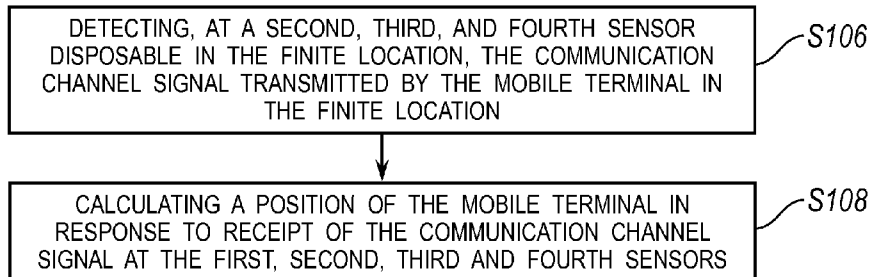 DETECTING, AT A SECOND, THIRD, AND FOURTH SENSOR
DISPOSABLE IN THE FINITE LOCATION, THE COMMUNICATION
CHANNEL SIGNAL TRANSMITTED BY THE MOBILE TERMINAL IN
THE FINITE LOCATION
S106
CALCULATING A POSITION OF THE MOBILE TERMINAL IN
RESPONSE TO RECEIPT OF THE COMMUNICATION CHANNEL
SIGNAL AT THE FIRST, SECOND, THIRD AND FOURTH SENSORS
S108